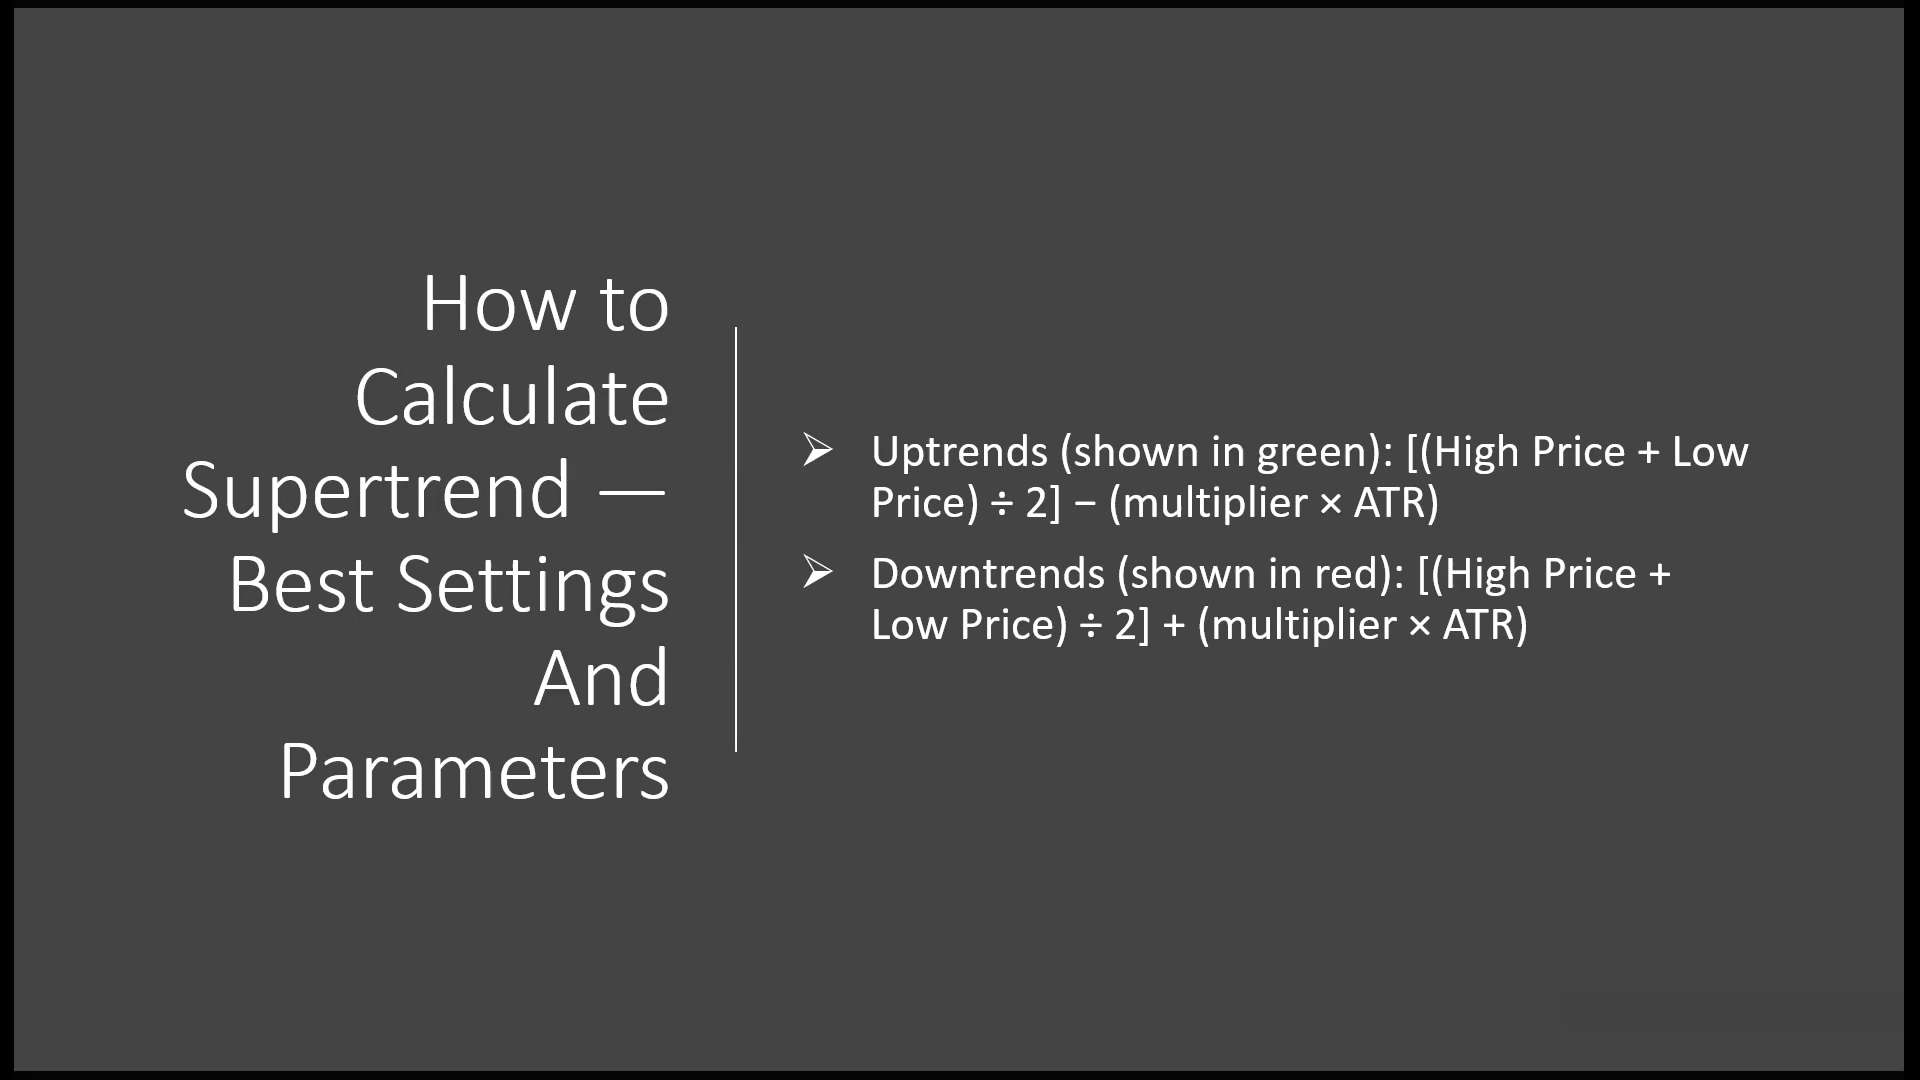 How to
Calculate
Supertrend —
Best Settings
And
Parameters
➢ Uptrends (shown in green): [(High Price + Low
Price) ÷ 2] − (multiplier × ATR)
➢ Downtrends (shown in red): [(High Price +
Low Price) ÷ 2] + (multiplier × ATR)